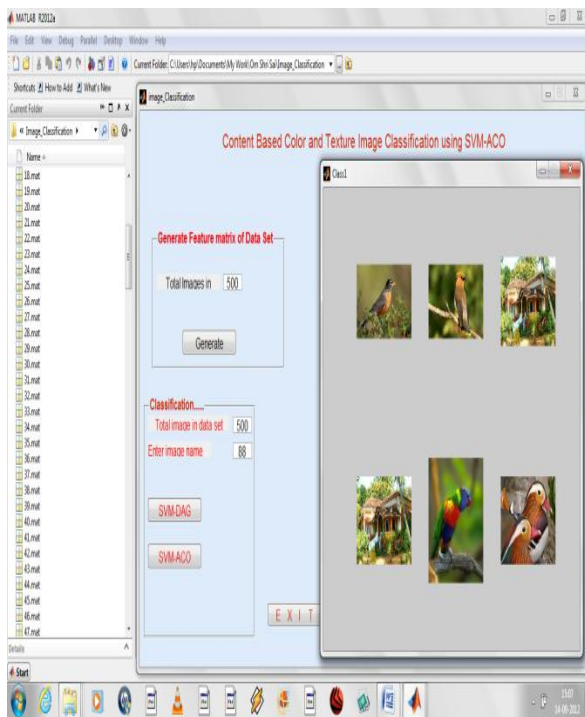 MATLAB R2012a
File Edit View Debug Parallel Desktop Window Help
Current Folder: C:\Users\hp\Documents\My Work\Om Shri Sai\Image_Classification
Shortcuts How to Add What's New
Current Folder
« Image_Classification
Name
18.mat
19.mat
20.mat
21.mat
22.mat
23.mat
24.mat
25.mat
26.mat
27.mat
28.mat
29.mat
30.mat
31.mat
32.mat
33.mat
34.mat
35.mat
36.mat
37.mat
38.mat
39.mat
40.mat
41.mat
42.mat
43.mat
44.mat
45.mat
46.mat
47.mat
Details
Start
image_Classification
Content Based Color and Texture Image Classification using SVM-ACO
Generate Feature matrix of Data Set
Total Images in 500
Generate
Classification.....
Total image in data set 500
Enter image name 88
SVM-DAG
SVM-ACO
E X I T
Class1
15:07